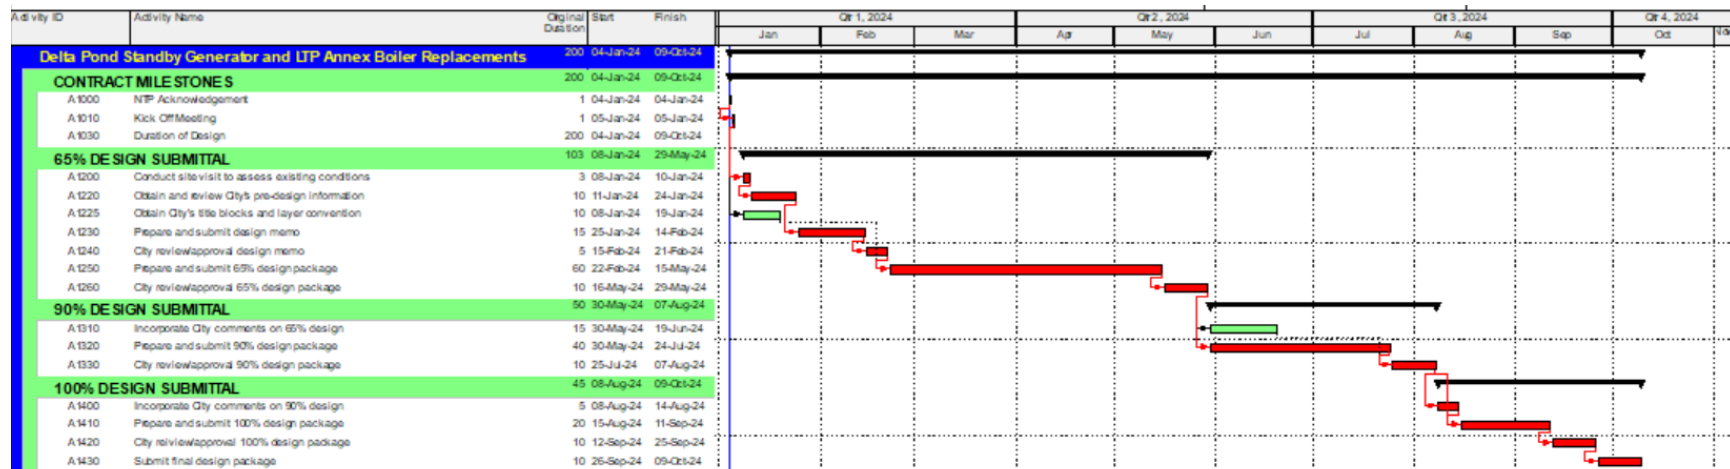 Activity ID Activity Name Orginal Duration Start Finish Qtr 1, 2024 Qtr 2, 2024 Qtr 3, 2024 Qtr 4, 2024
Jan Feb Mar Apr May Jun Jul Aug Sep Oct
Delta Pond Standby Generator and LTP Annex Boiler Replacements 200 04-Jan-24 09-Oct-24
CONTRACT MILESTONES 200 04-Jan-24 09-Oct-24
A1000 NTP Acknowledgement 1 04-Jan-24 04-Jan-24
A1010 Kick Off Meeting 1 05-Jan-24 05-Jan-24
A1030 Duration of Design 200 04-Jan-24 09-Oct-24
65% DESIGN SUBMITTAL 103 08-Jan-24 29-May-24
A1200 Conduct site visit to assess existing conditions 3 08-Jan-24 10-Jan-24
A1220 Obtain and review City's pre-design information 10 11-Jan-24 24-Jan-24
A1225 Obtain City's title blocks and layer convention 10 08-Jan-24 19-Jan-24
A1230 Prepare and submit design memo 15 25-Jan-24 14-Feb-24
A1240 City review/approval design memo 5 15-Feb-24 21-Feb-24
A1250 Prepare and submit 65% design package 60 22-Feb-24 15-May-24
A1260 City review/approval 65% design package 10 16-May-24 29-May-24
90% DESIGN SUBMITTAL 50 30-May-24 07-Aug-24
A1310 Incorporate City comments on 65% design 15 30-May-24 19-Jun-24
A1320 Prepare and submit 90% design package 40 30-May-24 24-Jul-24
A1330 City review/approval 90% design package 10 25-Jul-24 07-Aug-24
100% DESIGN SUBMITTAL 45 08-Aug-24 09-Oct-24
A1400 Incorporate City comments on 90% design 5 08-Aug-24 14-Aug-24
A1410 Prepare and submit 100% design package 20 15-Aug-24 11-Sep-24
A1420 City reiview/approval 100% design package 10 12-Sep-24 25-Sep-24
A1430 Submit final design package 10 26-Sep-24 09-Oct-24